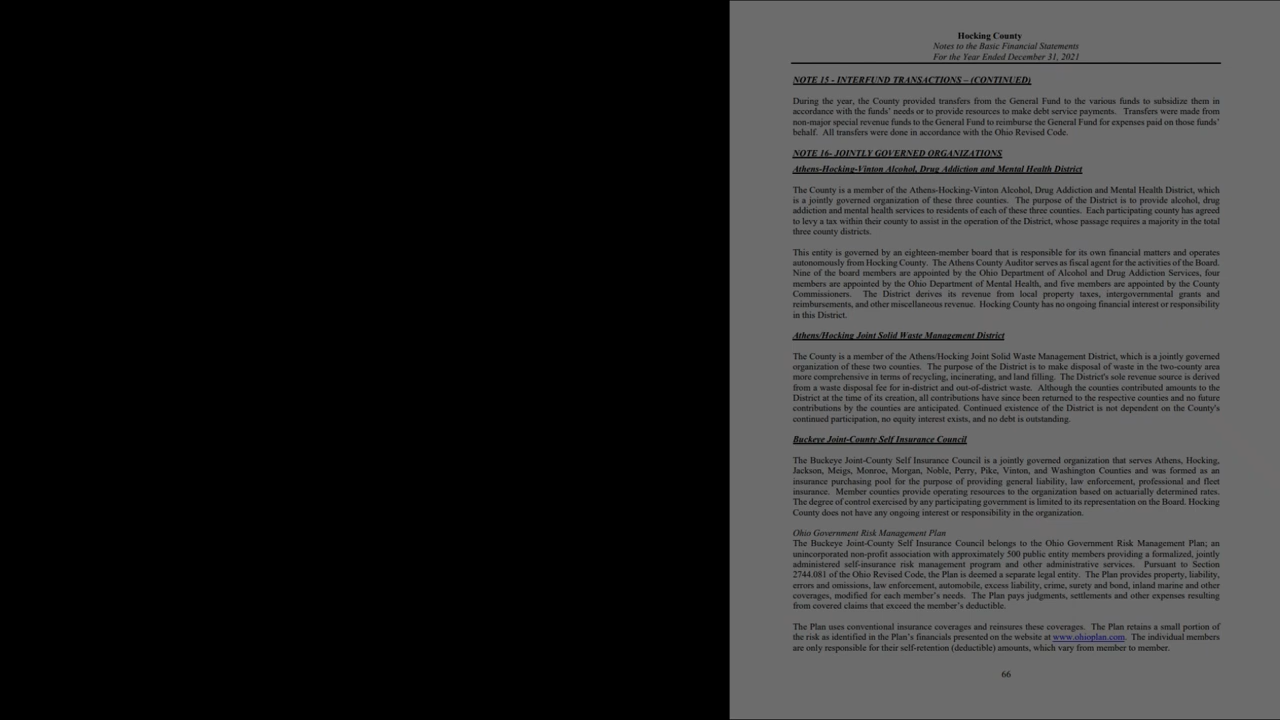 Hocking County
Notes to the Basic Financial Statements
For the Year Ended December 31, 2021
NOTE 15 - INTERFUND TRANSACTIONS – (CONTINUED)
During the year, the County provided transfers from the General Fund to the various funds to subsidize them in
accordance with the funds' needs or to provide resources to make debt service payments. Transfers were made from
non-major special revenue funds to the General Fund to reimburse the General Fund for expenses paid on those funds'
behalf. All transfers were done in accordance with the Ohio Revised Code.
NOTE 16- JOINTLY GOVERNED ORGANIZATIONS
Athens-Hocking-Vinton Alcohol, Drug Addiction and Mental Health District
The County is a member of the Athens-Hocking-Vinton Alcohol, Drug Addiction and Mental Health District, which
is a jointly governed organization of these three counties. The purpose of the District is to provide alcohol, drug
addiction and mental health services to residents of each of these three counties. Each participating county has agreed
to levy a tax within their county to assist in the operation of the District, whose passage requires a majority in the total
three county districts.
This entity is governed by an eighteen-member board that is responsible for its own financial matters and operates
autonomously from Hocking County. The Athens County Auditor serves as fiscal agent for the activities of the Board.
Nine of the board members are appointed by the Ohio Department of Alcohol and Drug Addiction Services, four
members are appointed by the Ohio Department of Mental Health, and five members are appointed by the County
Commissioners. The District derives its revenue from local property taxes, intergovernmental grants and
reimbursements, and other miscellaneous revenue. Hocking County has no ongoing financial interest or responsibility
in this District.
Athens/Hocking Joint Solid Waste Management District
The County is a member of the Athens/Hocking Joint Solid Waste Management District, which is a jointly governed
organization of these two counties. The purpose of the District is to make disposal of waste in the two-county area
more comprehensive in terms of recycling, incinerating, and land filling. The District's sole revenue source is derived
from a waste disposal fee for in-district and out-of-district waste. Although the counties contributed amounts to the
District at the time of its creation, all contributions have since been returned to the respective counties and no future
contributions by the counties are anticipated. Continued existence of the District is not dependent on the County's
continued participation, no equity interest exists, and no debt is outstanding.
Buckeye Joint-County Self Insurance Council
The Buckeye Joint-County Self Insurance Council is a jointly governed organization that serves Athens, Hocking,
Jackson, Meigs, Monroe, Morgan, Noble, Perry, Pike, Vinton, and Washington Counties and was formed as an
insurance purchasing pool for the purpose of providing general liability, law enforcement, professional and fleet
insurance. Member counties provide operating resources to the organization based on actuarially determined rates.
The degree of control exercised by any participating government is limited to its representation on the Board. Hocking
County does not have any ongoing interest or responsibility in the organization.
Ohio Government Risk Management Plan
The Buckeye Joint-County Self Insurance Council belongs to the Ohio Government Risk Management Plan; an
unincorporated non-profit association with approximately 500 public entity members providing a formalized, jointly
administered self-insurance risk management program and other administrative services. Pursuant to Section
2744.081 of the Ohio Revised Code, the Plan is deemed a separate legal entity. The Plan provides property, liability,
errors and omissions, law enforcement, automobile, excess liability, crime, surety and bond, inland marine and other
coverages, modified for each member's needs. The Plan pays judgments, settlements and other expenses resulting
from covered claims that exceed the member's deductible.
The Plan uses conventional insurance coverages and reinsures these coverages. The Plan retains a small portion of
the risk as identified in the Plan's financials presented on the website at www.ohioplan.com. The individual members
are only responsible for their self-retention (deductible) amounts, which vary from member to member.
66